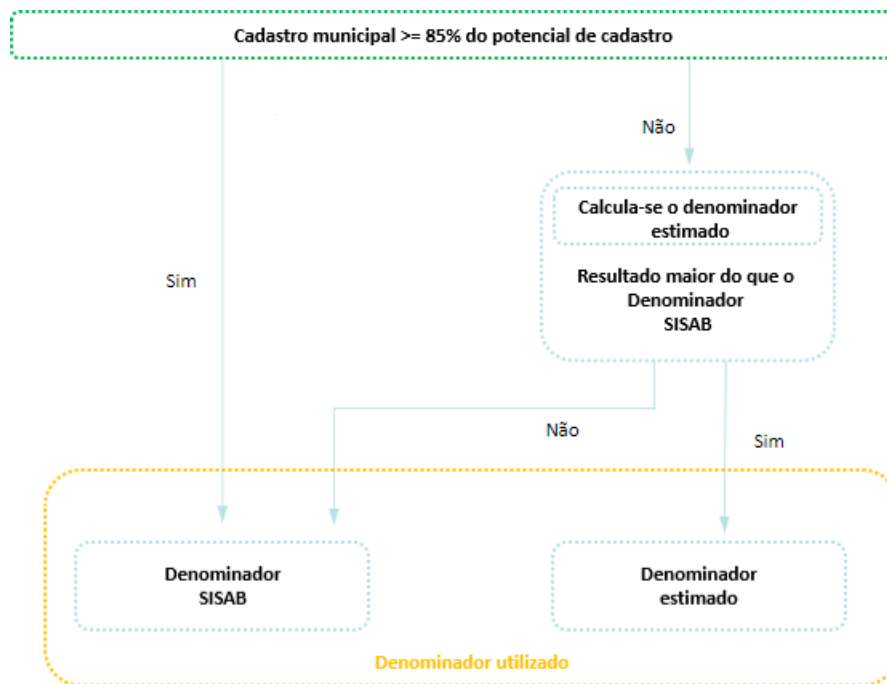 Cadastro municipal >= 85% do potencial de cadastro
Não
Calcula-se o denominador
estimado
Resultado maior do que o
Denominador
SISAB
Sim
Não
Sim
Denominador
SISAB
Denominador
estimado
Denominador utilizado